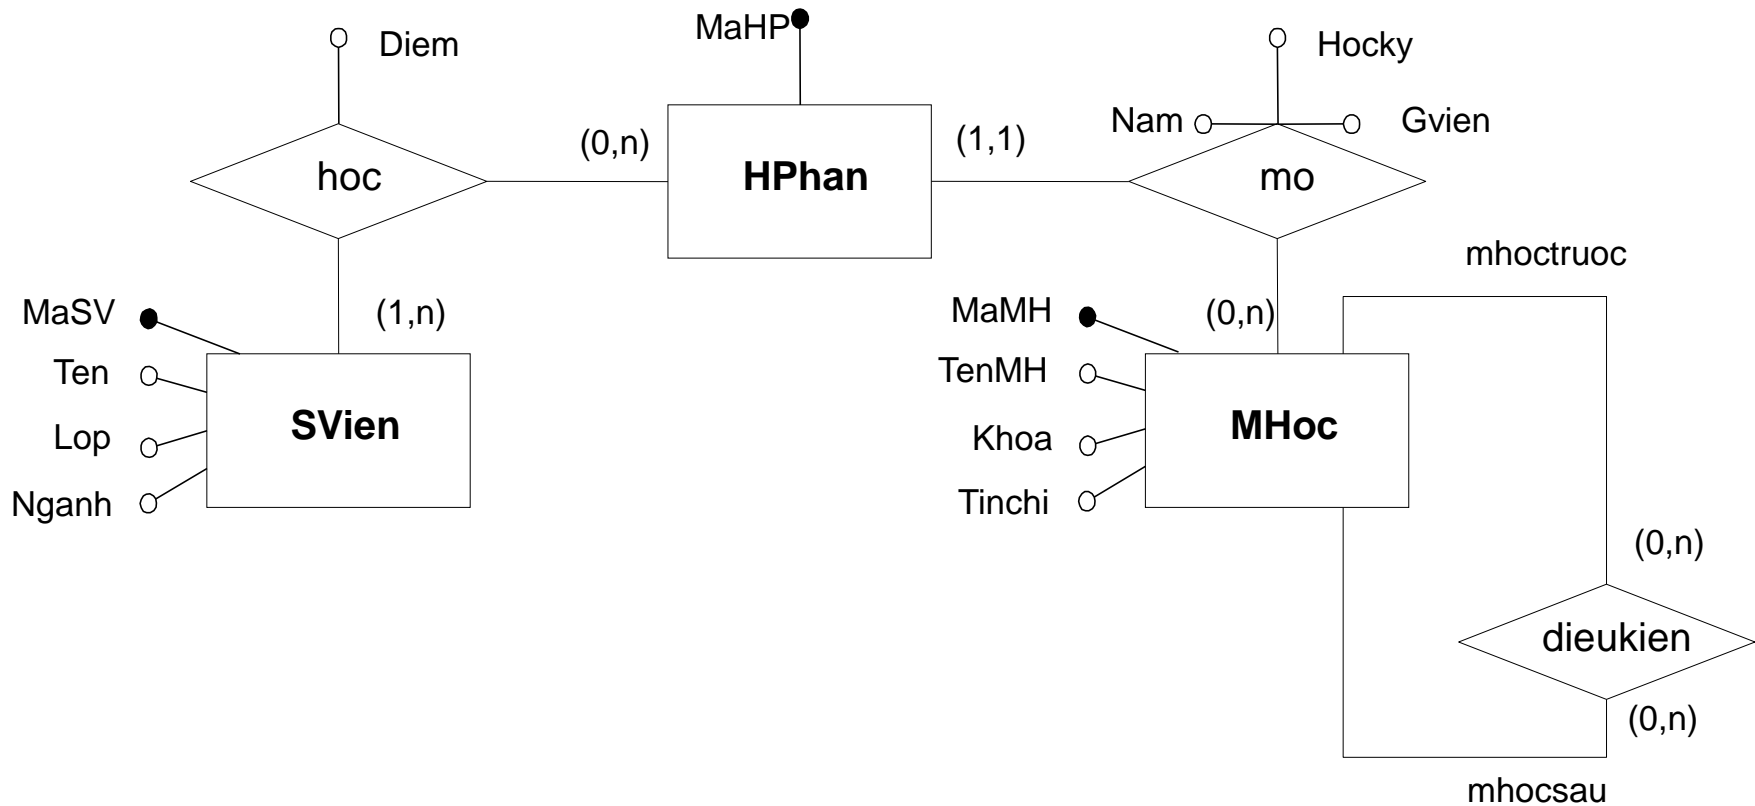 MaHP
Diem
Hocky
Nam
Gvien
(0,n)
(1,1)
hoc
HPhan
mo
mhoctruoc
MaSV
(1,n)
MaMH
(0,n)
Ten
TenMH
SVien
MHoc
Lop
Khoa
Nganh
Tinchi
(0,n)
dieukien
(0,n)
mhocsau